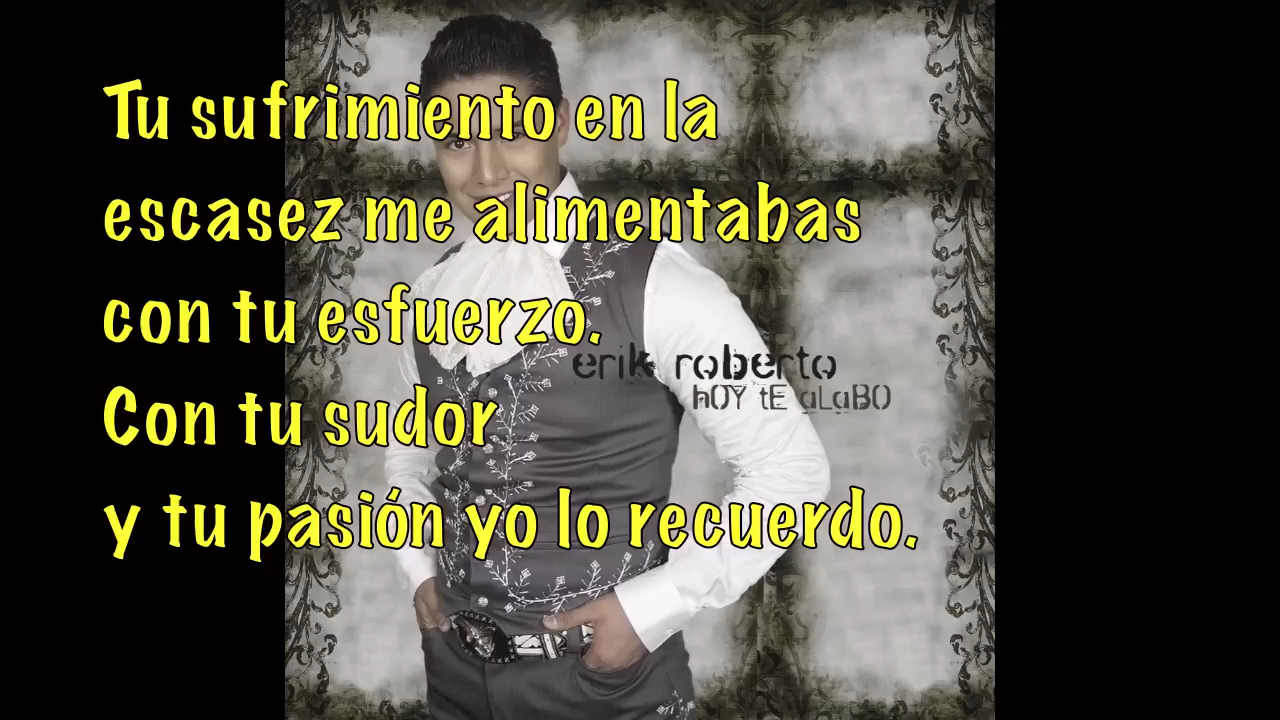 Tu sufrimiento en la
escasez me alimentabas
con tu esfuerzo.
erik roberto
hOY tE aLaBO
Con tu sudor
y tu pasión yo lo recuerdo.